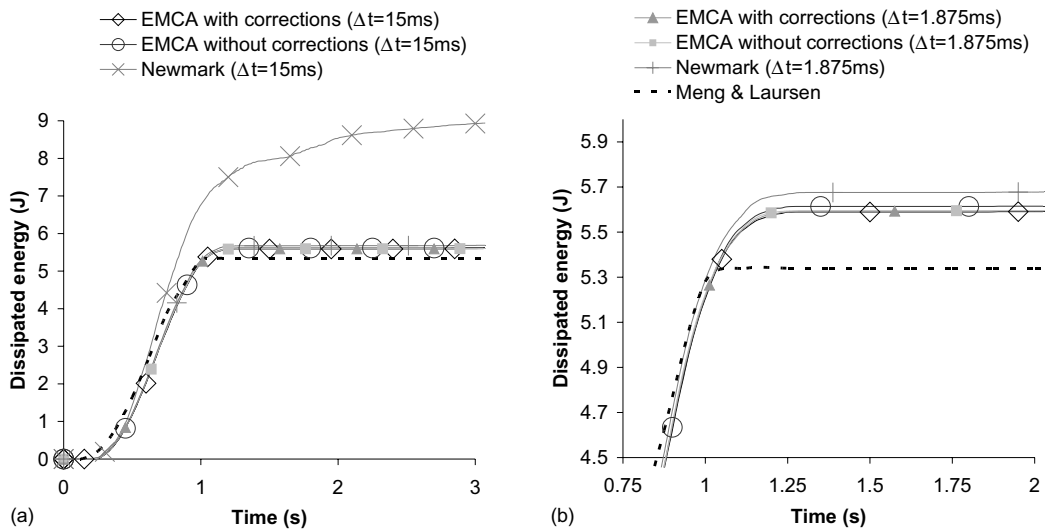 EMCA with corrections (Δt=15ms)
EMCA without corrections (Δt=15ms)
Newmark (Δt=15ms)
9
8
7
6
5
4
3
2
1
0
Dissipated energy (J)
0
1
2
3
Time (s)
(a)
EMCA with corrections (Δt=1.875ms)
EMCA without corrections (Δt=1.875ms)
Newmark (Δt=1.875ms)
Meng & Laursen
5.9
5.7
5.5
5.3
5.1
4.9
4.7
4.5
Dissipated energy (J)
0.75
1
1.25
1.5
1.75
2
Time (s)
(b)